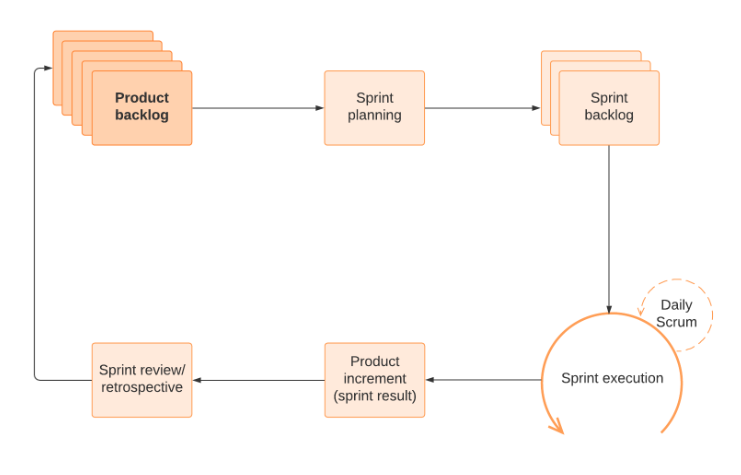 Product
backlog
Sprint
planning
Sprint
backlog
Daily
Scrum
Sprint execution
Product
increment
(sprint result)
Sprint review/
retrospective